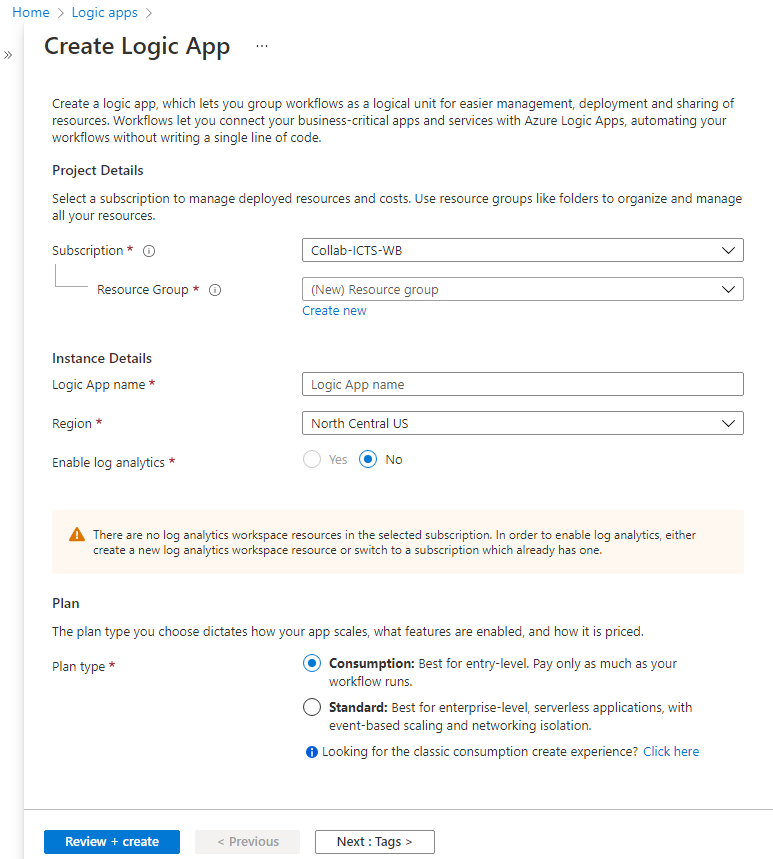 Home > Logic apps >
»
Create Logic App ...
Create a logic app, which lets you group workflows as a logical unit for easier management, deployment and sharing of
resources. Workflows let you connect your business-critical apps and services with Azure Logic Apps, automating your
workflows without writing a single line of code.
Project Details
Select a subscription to manage deployed resources and costs. Use resource groups like folders to organize and manage
all your resources.
Subscription * Collab-ICTS-WB
Resource Group * (New) Resource group
Create new
Instance Details
Logic App name * Logic App name
Region * North Central US
Enable log analytics * Yes No
There are no log analytics workspace resources in the selected subscription. In order to enable log analytics, either
create a new log analytics workspace resource or switch to a subscription which already has one.
Plan
The plan type you choose dictates how your app scales, what features are enabled, and how it is priced.
Plan type * Consumption: Best for entry-level. Pay only as much as your
workflow runs.
Standard: Best for enterprise-level, serverless applications, with
event-based scaling and networking isolation.
Looking for the classic consumption create experience? Click here
Review + create < Previous Next : Tags >